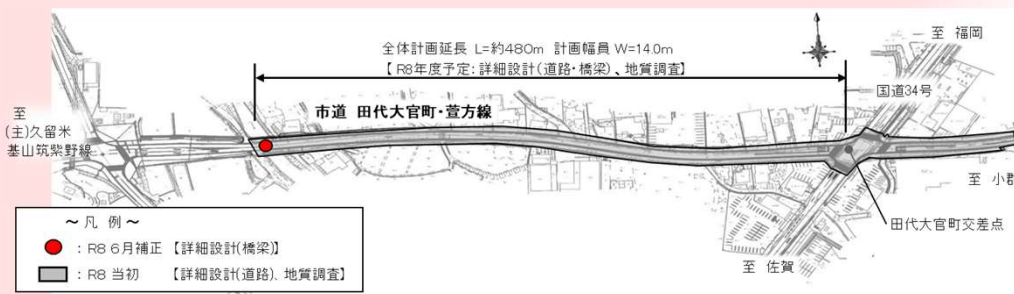 至 福岡
全体計画延長 L=約480m 計画幅員 W=14.0m
【 R8年度予定:詳細設計(道路・橋梁)、地質調査】
国道34号
市道 田代大官町・萱方線
至
(主)久留米
基山筑紫野線
至 小郡
～ 凡 例 ～
: R8 6月補正 【詳細設計(橋梁)】
: R8 当初 【詳細設計(道路)、地質調査】
田代大官町交差点
至 佐賀